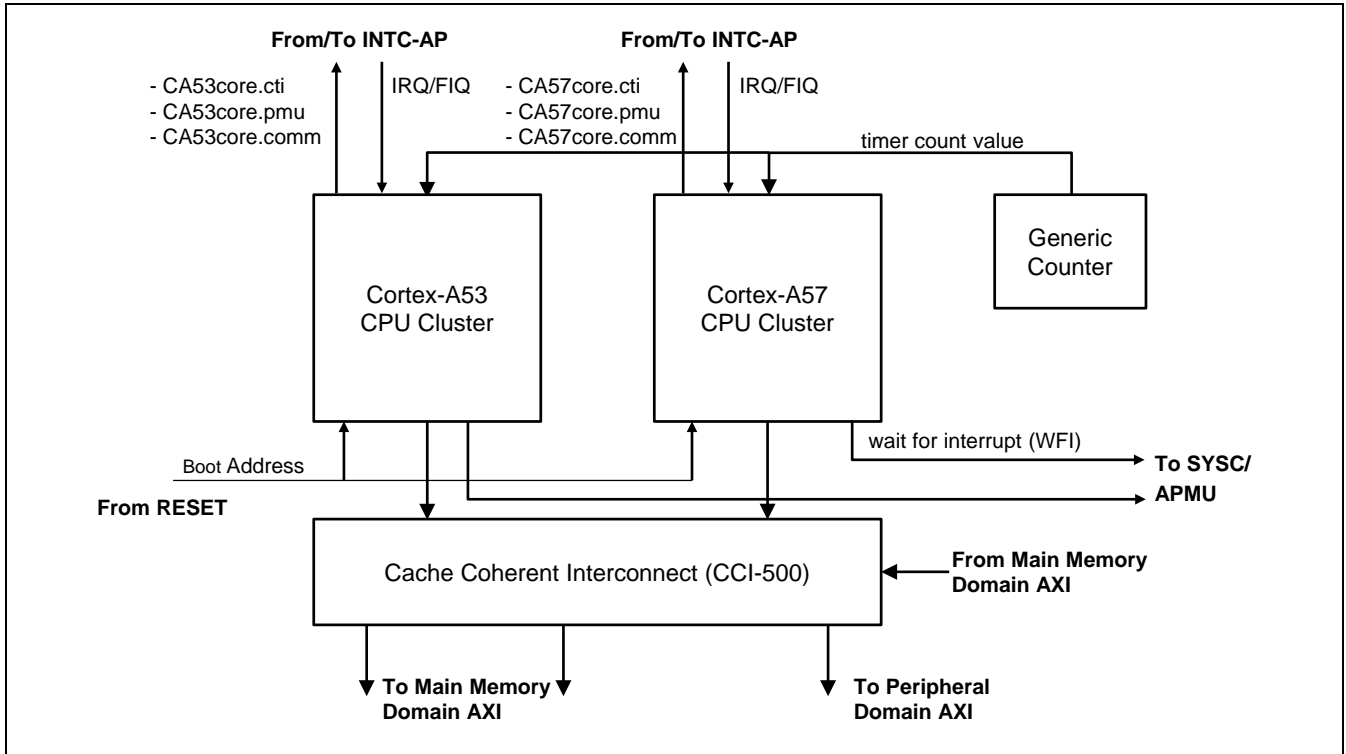 From/To INTC-AP
From/To INTC-AP
- CA53core.cti
- CA53core.pmu
- CA53core.comm
IRQ/FIQ
- CA57core.cti
- CA57core.pmu
- CA57core.comm
IRQ/FIQ
timer count value
Cortex-A53
CPU Cluster
Cortex-A57
CPU Cluster
Generic
Counter
wait for interrupt (WFI)
To SYSC/
APMU
Boot Address
From RESET
Cache Coherent Interconnect (CCI-500)
From Main Memory
Domain AXI
To Main Memory
Domain AXI
To Peripheral
Domain AXI